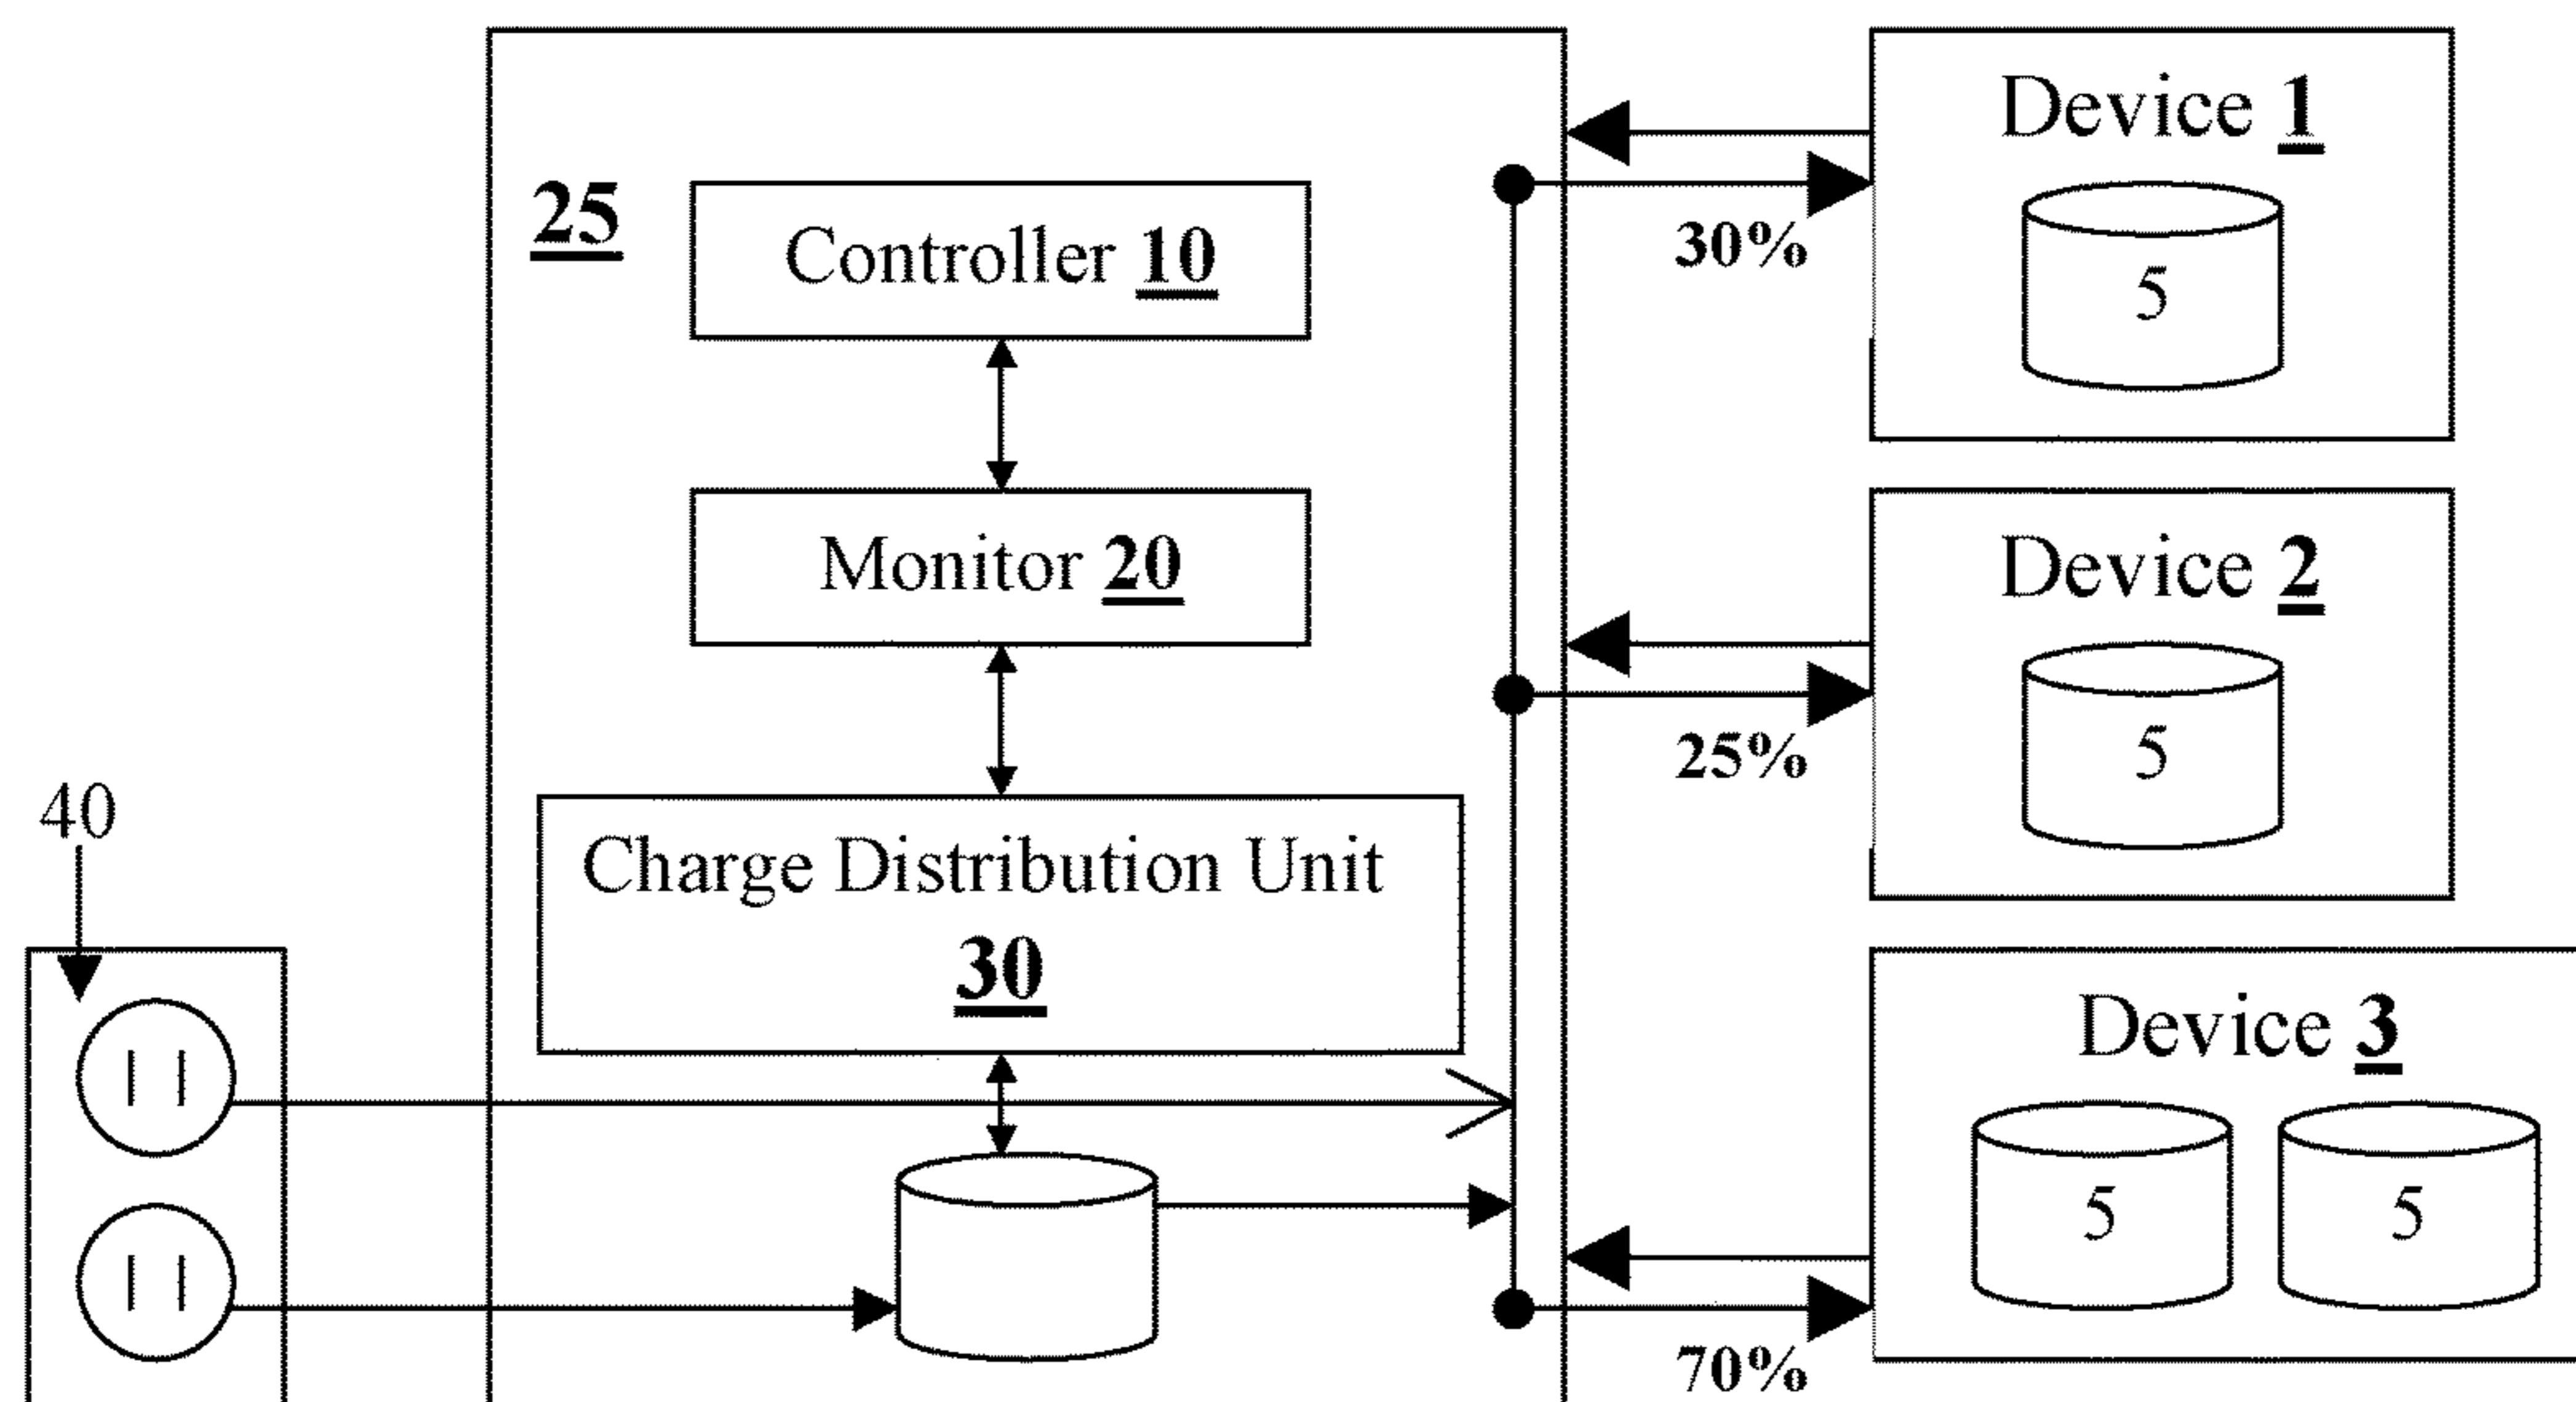 25
Controller 10
Monitor 20
Charge Distribution Unit
30
40
30%
25%
70%
Device 1
5
Device 2
5
Device 3
5 5